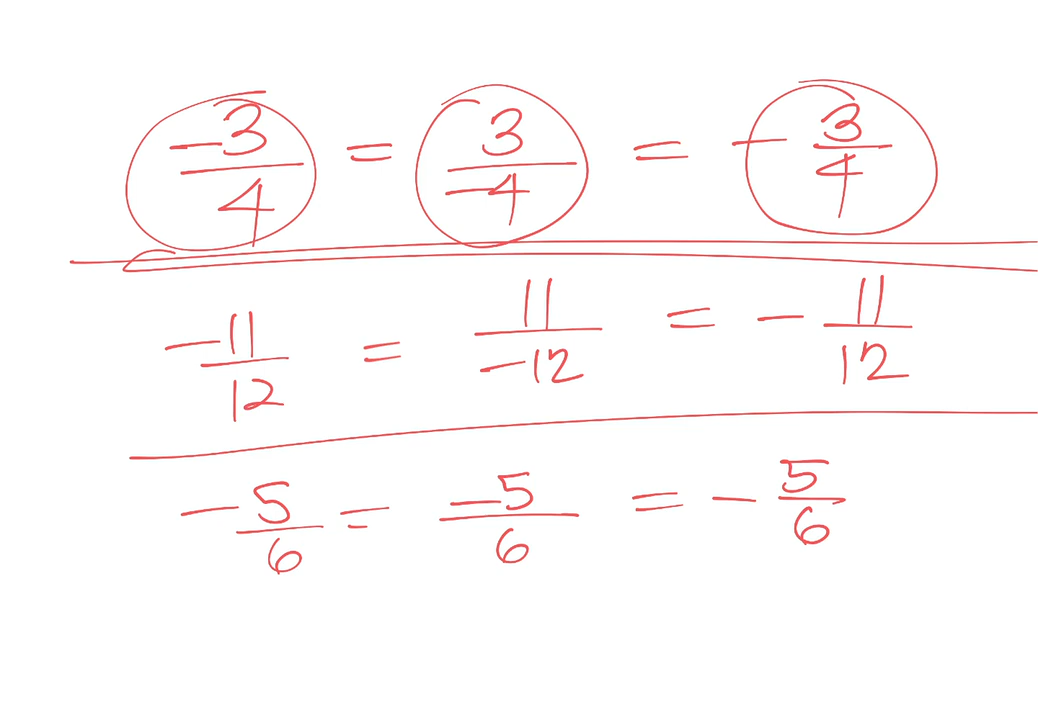 -3/4 = 3/-4 = - 3/4
-11/12 = 11/-12 = - 11/12
-5/6 = -5/6 = - 5/6